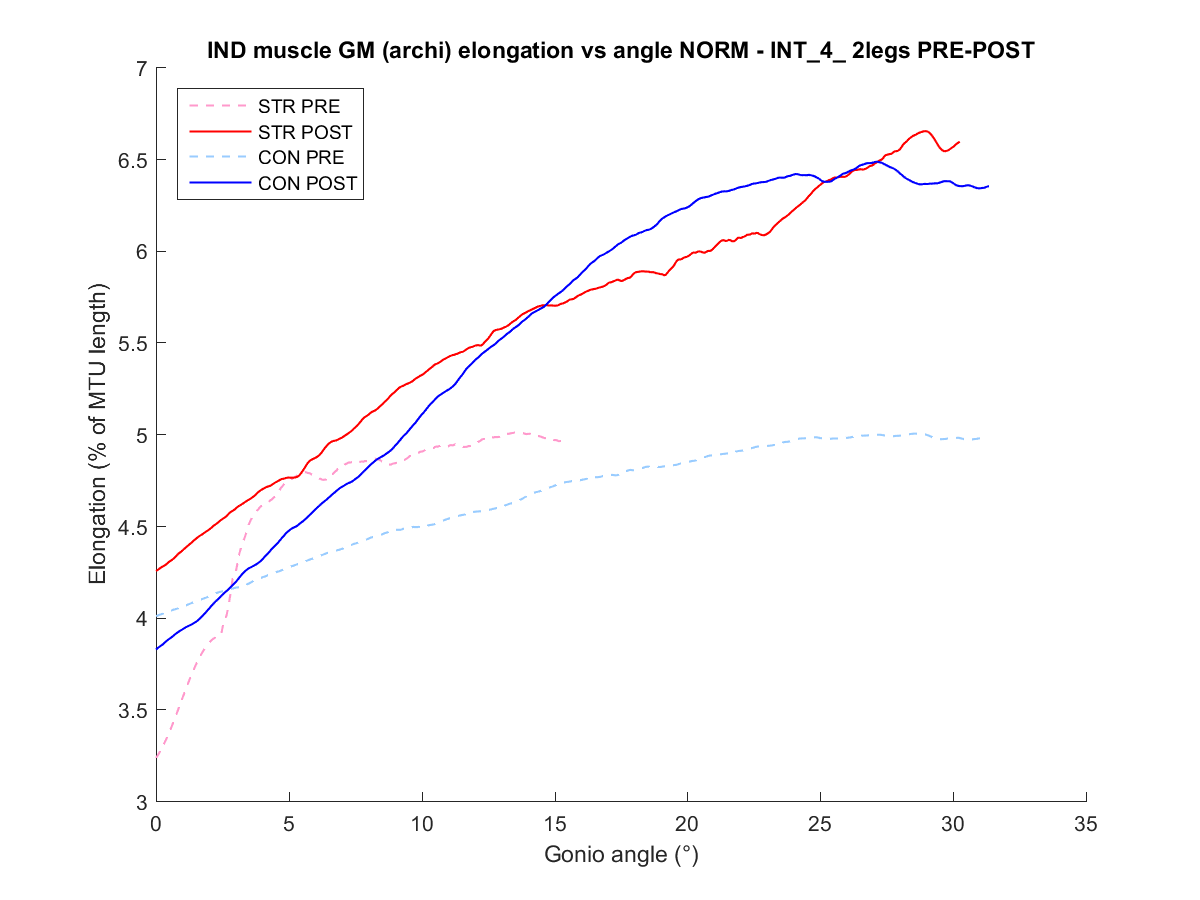 IND muscle GM (archi) elongation vs angle NORM - INT_4_ 2legs PRE-POST
7
6.5
6
5.5
5
4.5
4
3.5
3
Elongation (% of MTU length)
STR PRE
STR POST
CON PRE
CON POST
0 5 10 15 20 25 30 35
Gonio angle (°)